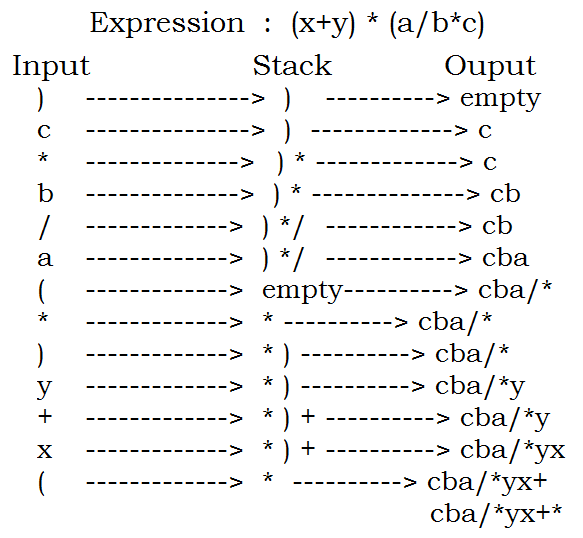 Expression : (x+y) * (a/b*c)
Input Stack Ouput
) ---------------> ) ----------> empty
c ---------------> ) -------------> c
* --------------> ) * -------------> c
b --------------> ) * --------------> cb
/ -------------> ) */ ------------> cb
a -------------> ) */ ------------> cba
( -------------> empty----------> cba/*
* -------------> * ----------> cba/*
) -------------> * ) ----------> cba/*
y -------------> * ) ----------> cba/*y
+ -------------> * ) + ----------> cba/*y
x -------------> * ) + ----------> cba/*yx
( -------------> * ----------> cba/*yx+
cba/*yx+*